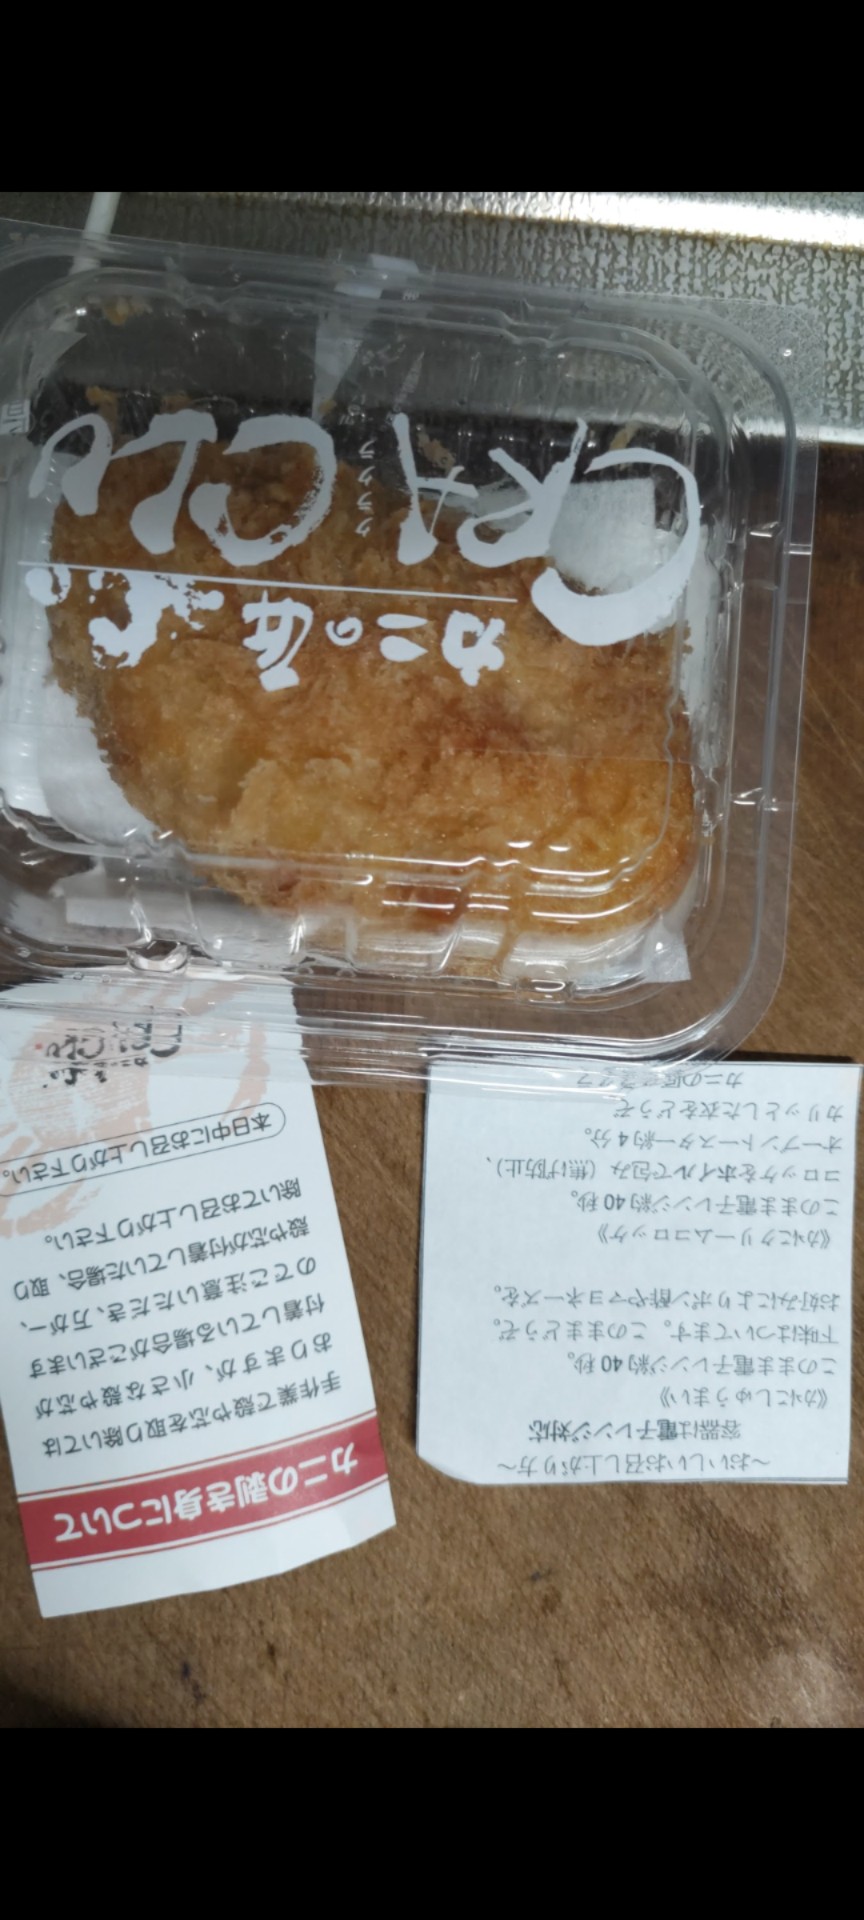 CRA
クラクラ
カニの店
カニの剥き身について
手作業で殻や芯を取り除いては
おりますが、小さな殻や芯が
付着している場合がございます
のでご注意いただき、万が一、
殻や芯が付着していた場合、取り
除いてお召し上がり下さい。
本日中にお召し上がり下さい。
~おいしいお召し上がり方~
容器は電子レンジ対応
《かにしゅうまい》
このまま電子レンジ約40秒。
下味はついてます。このままどうぞ。
お好みによりポン酢やマヨネーズを。
《かにクリームコロッケ》
このまま電子レンジ約40秒。
コロッケをホイルで包み(焦げ防止)、
オーブントースター約4分。
カリッとした衣をどうぞ
カニの店